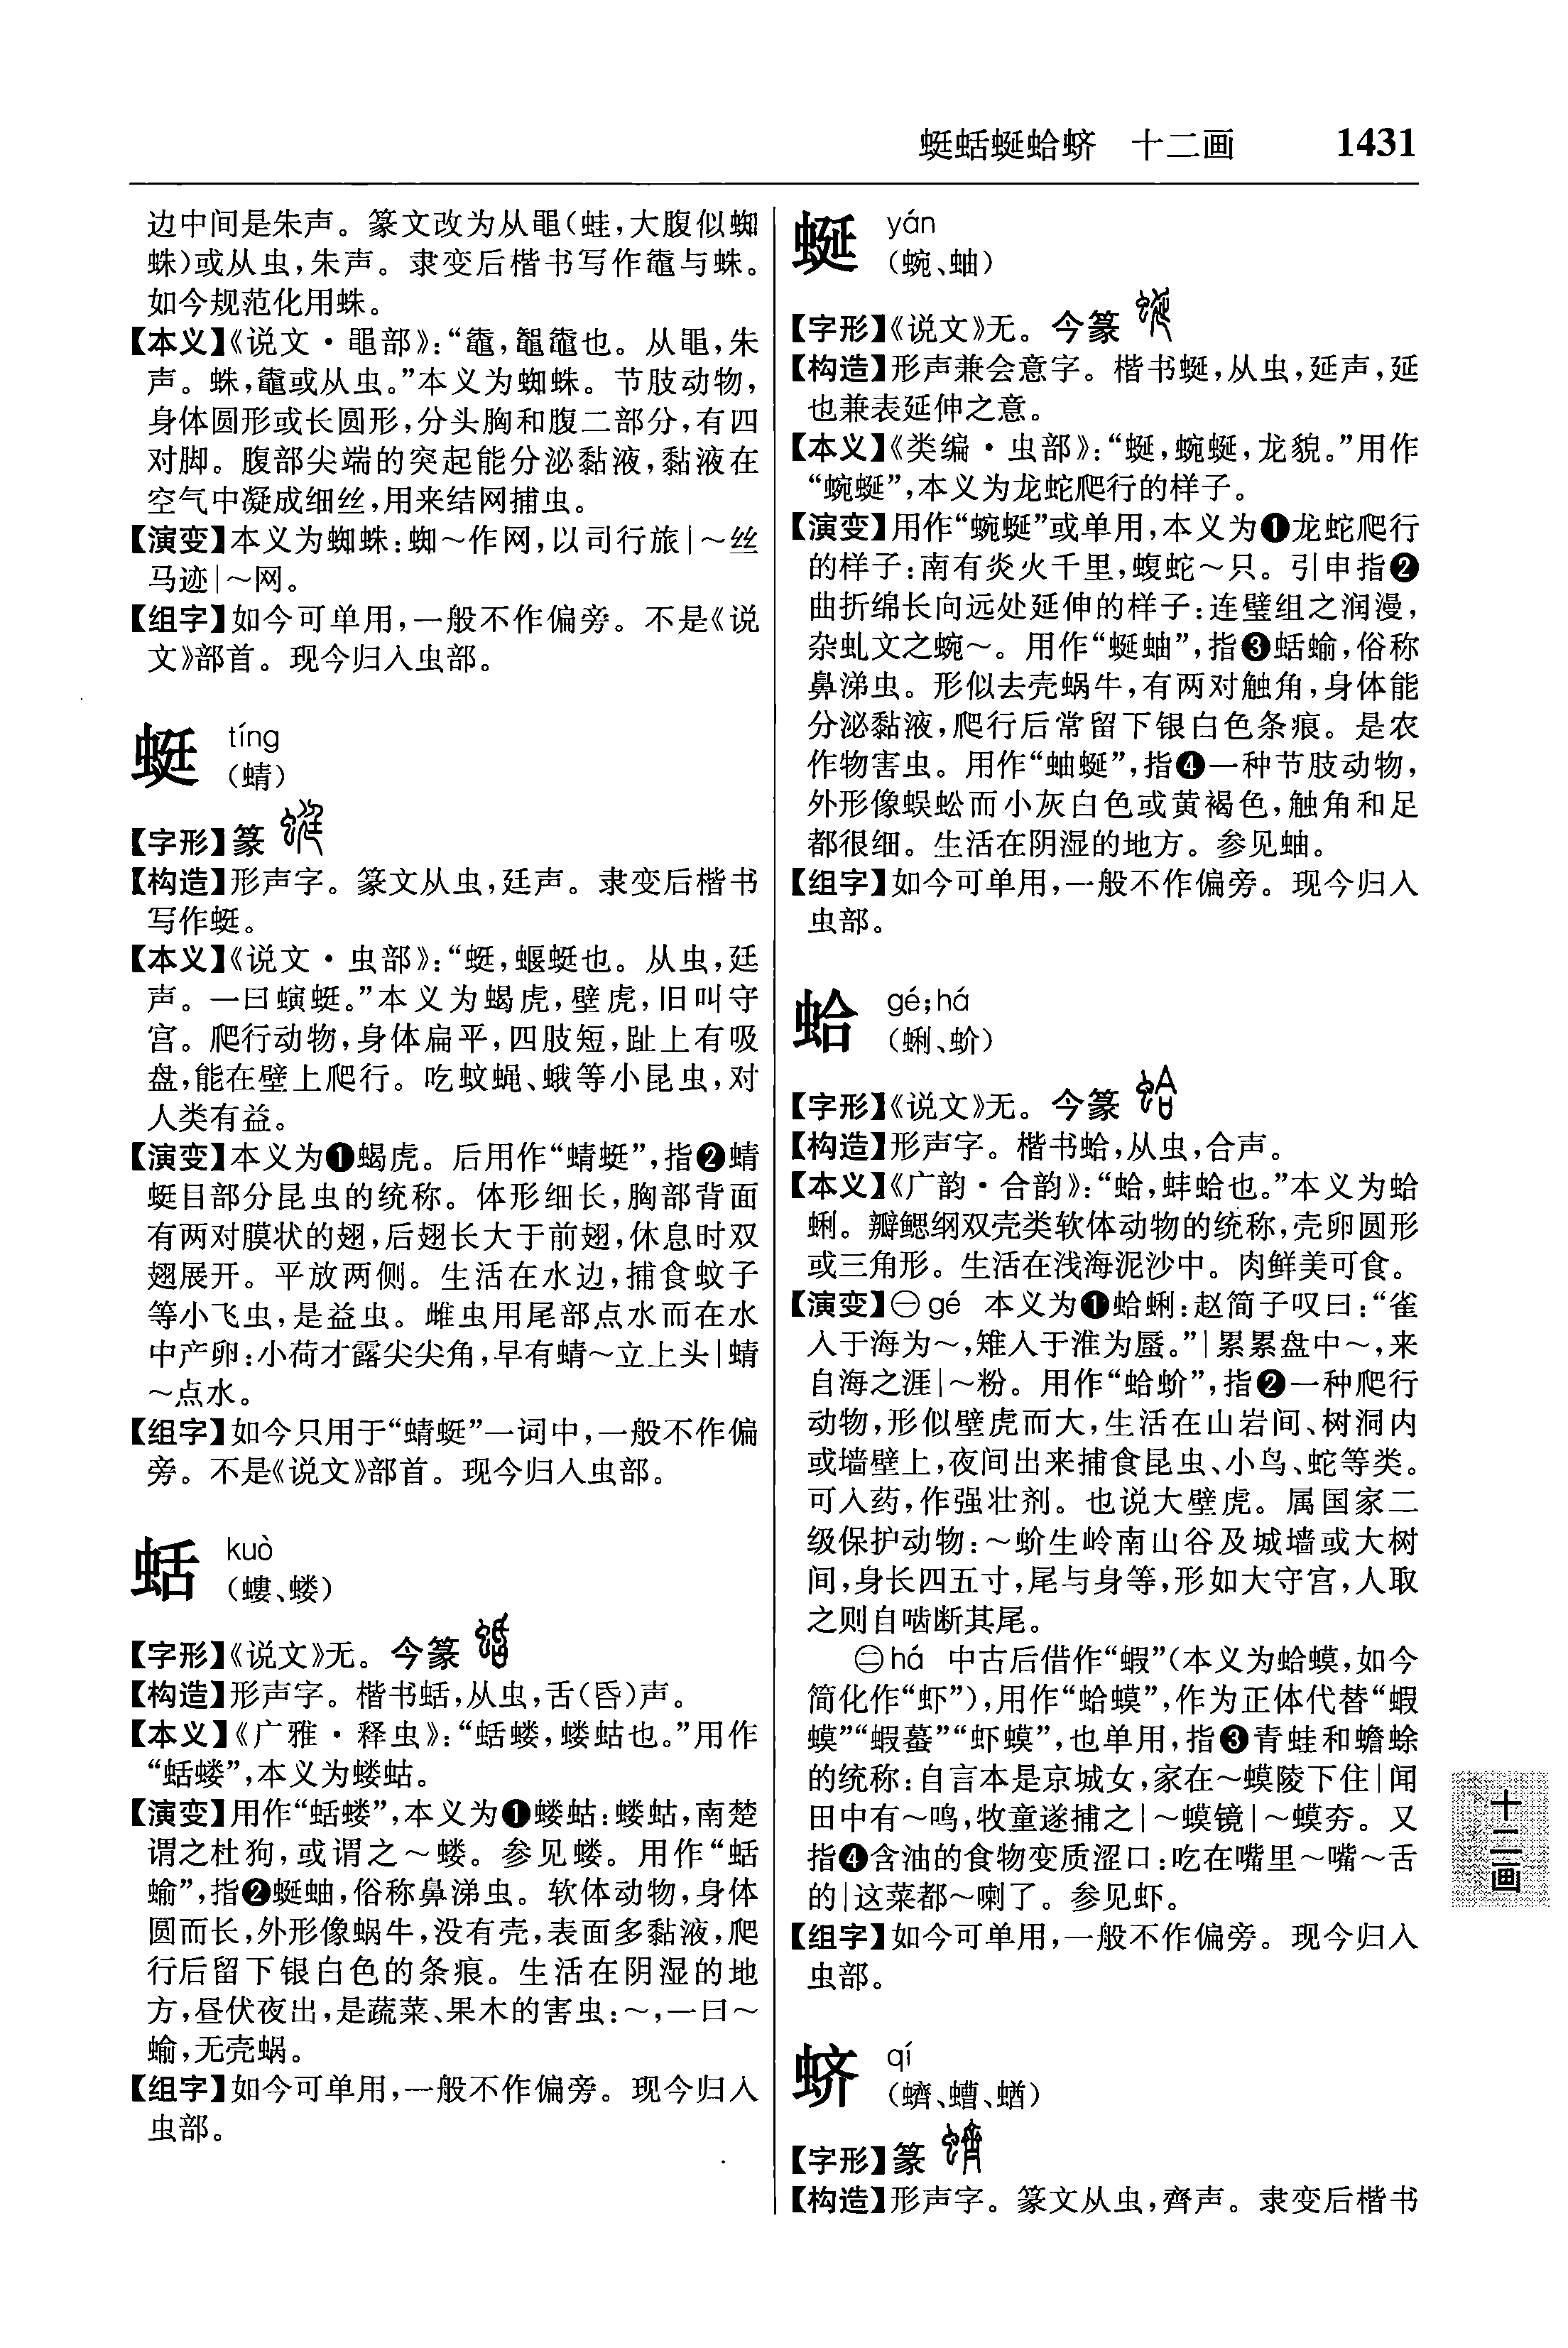 蜓蛞蜒蛤蛴 十二画 1431
边中间是朱声。篆文改为从黽(蛙,大腹似蜘
蛛)或从虫,朱声。隶变后楷书写作鼄与蛛。
如今规范化用蛛。
【本义】《说文·黽部》:“鼄,鼅鼄也。从黽,朱
声。蛛,鼄或从虫。”本义为蜘蛛。节肢动物,
身体圆形或长圆形,分头胸和腹二部分,有四
对脚。腹部尖端的突起能分泌黏液,黏液在
空气中凝成细丝,用来结网捕虫。
【演变】本义为蜘蛛:蜘～作网,以司行旅|～丝
马迹|～网。
【组字】如今可单用,一般不作偏旁。不是《说
文》部首。现今归入虫部。
蜓 tíng
(蜻)
【字形】篆
【构造】形声字。篆文从虫,廷声。隶变后楷书
写作蜓。
【本义】《说文·虫部》:“蜓,蝘蜓也。从虫,廷
声。一曰螾蜓。”本义为蝎虎,壁虎,旧叫守
宫。爬行动物,身体扁平,四肢短,趾上有吸
盘,能在壁上爬行。吃蚊蝇、蛾等小昆虫,对
人类有益。
【演变】本义为❶蝎虎。后用作“蜻蜓”,指❷蜻
蜓目部分昆虫的统称。体形细长,胸部背面
有两对膜状的翅,后翅长大于前翅,休息时双
翅展开。平放两侧。生活在水边,捕食蚊子
等小飞虫,是益虫。雌虫用尾部点水而在水
中产卵:小荷才露尖尖角,早有蜻～立上头|蜻
～点水。
【组字】如今只用于“蜻蜓”一词中,一般不作偏
旁。不是《说文》部首。现今归入虫部。
蛞 kuò
(螻、蝼)
【字形】《说文》无。今篆
【构造】形声字。楷书蛞,从虫,舌(昏)声。
【本义】《广雅·释虫》:“蛞蝼,蝼蛄也。”用作
“蛞蝼”,本义为蝼蛄。
【演变】用作“蛞蝼”,本义为❶蝼蛄:蝼蛄,南楚
谓之杜狗,或谓之～蝼。参见蝼。用作“蛞
蝓”,指❷蜒蚰,俗称鼻涕虫。软体动物,身体
圆而长,外形像蜗牛,没有壳,表面多黏液,爬
行后留下银白色的条痕。生活在阴湿的地
方,昼伏夜出,是蔬菜、果木的害虫:～,一曰～
蝓,无壳蜗。
【组字】如今可单用,一般不作偏旁。现今归入
虫部。
蜒 yán
(蜿、蚰)
【字形】《说文》无。今篆
【构造】形声兼会意字。楷书蜒,从虫,延声,延
也兼表延伸之意。
【本义】《类编·虫部》:“蜒,蜿蜒,龙貌。”用作
“蜿蜒”,本义为龙蛇爬行的样子。
【演变】用作“蜿蜒”或单用,本义为❶龙蛇爬行
的样子:南有炎火千里,蝮蛇～只。引申指❷
曲折绵长向远处延伸的样子:连璧组之润漫,
杂虬文之蜿～。用作“蜒蚰”,指❸蛞蝓,俗称
鼻涕虫。形似去壳蜗牛,有两对触角,身体能
分泌黏液,爬行后常留下银白色条痕。是农
作物害虫。用作“蚰蜒”,指❹一种节肢动物,
外形像蜈蚣而小灰白色或黄褐色,触角和足
都很细。生活在阴湿的地方。参见蚰。
【组字】如今可单用,一般不作偏旁。现今归入
虫部。
蛤 gé;há
(蜊、蚧)
【字形】《说文》无。今篆
【构造】形声字。楷书蛤,从虫,合声。
【本义】《广韵·合韵》:“蛤,蚌蛤也。”本义为蛤
蜊。瓣鳃纲双壳类软体动物的统称,壳卵圆形
或三角形。生活在浅海泥沙中。肉鲜美可食。
【演变】㊀gé 本义为❶蛤蜊:赵简子叹曰:“雀
入于海为～,雉入于淮为蜃。”|累累盘中～,来
自海之涯|～粉。用作“蛤蚧”,指❷一种爬行
动物,形似壁虎而大,生活在山岩间、树洞内
或墙壁上,夜间出来捕食昆虫、小鸟、蛇等类。
可入药,作强壮剂。也说大壁虎。属国家二
级保护动物:～蚧生岭南山谷及城墙或大树
间,身长四五寸,尾与身等,形如大守宫,人取
之则自啮断其尾。
㊁há 中古后借作“蝦”(本义为蛤蟆,如今
简化作“虾”),用作“蛤蟆”,作为正体代替“蝦
蟆”“蝦蟇”“虾蟆”,也单用,指❸青蛙和蟾蜍
的统称:自言本是京城女,家在～蟆陵下住|闻
田中有～鸣,牧童遂捕之|～蟆镜|～蟆夯。又
指❹含油的食物变质涩口:吃在嘴里～嘴～舌
的|这菜都～喇了。参见虾。
【组字】如今可单用,一般不作偏旁。现今归入
虫部。
蛴 qí
(蠐、螬、蝤)
【字形】篆
【构造】形声字。篆文从虫,齊声。隶变后楷书
十二画